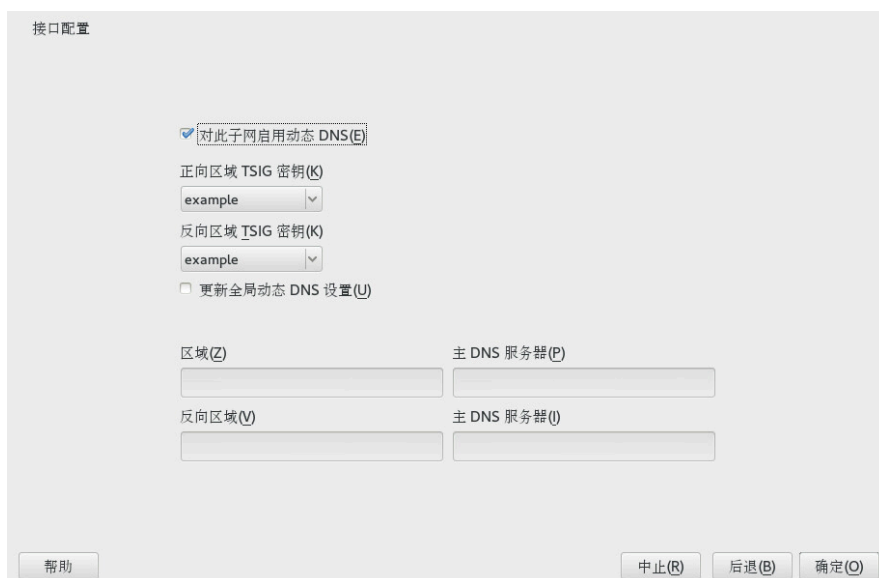 接口配置
对此子网启用动态 DNS(E)
正向区域 TSIG 密钥(K)
example
反向区域 TSIG 密钥(K)
example
更新全局动态 DNS 设置(U)
区域(Z) 主 DNS 服务器(P)
反向区域(V) 主 DNS 服务器(I)
帮助 中止(R) 后退(B) 确定(O)